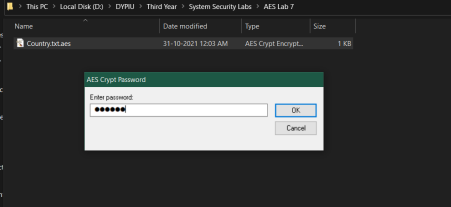 This PC > Local Disk (D:) > DYPIU > Third Year > System Security Labs > AES Lab 7
Name Date modified Type Size
Country.txt.aes 31-10-2021 12:03 AM AES Crypt Encrypt... 1 KB
AES Crypt Password
Enter password:
●●●●●●
OK
Cancel